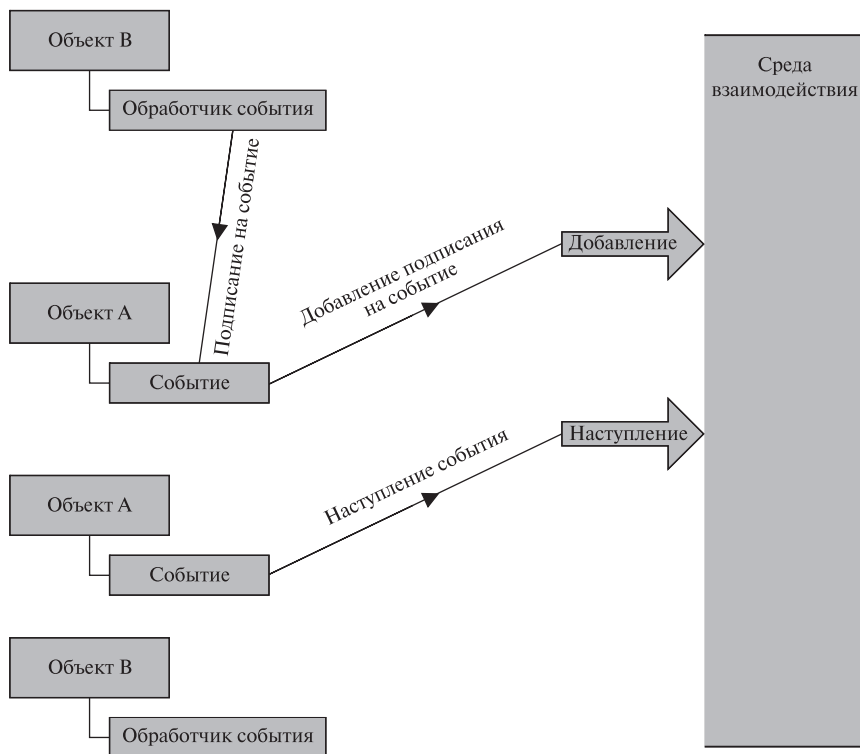 Объект B
Обработчик события
Среда
взаимодействия
Подписание на событие
Добавление подписания
на событие
Добавление
Объект A
Событие
Наступление события
Наступление
Объект A
Событие
Объект B
Обработчик события